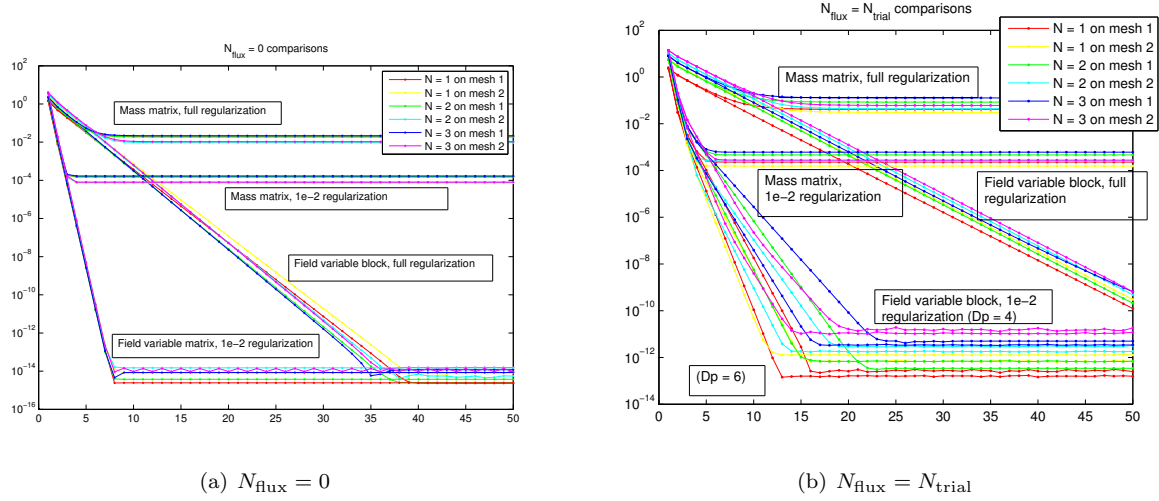 N_flux = 0 comparisons
10^2
10^0
10^−2
10^−4
10^−6
10^−8
10^−10
10^−12
10^−14
10^−16
0 5 10 15 20 25 30 35 40 45 50
N = 1 on mesh 1
N = 1 on mesh 2
N = 2 on mesh 1
N = 2 on mesh 2
N = 3 on mesh 1
N = 3 on mesh 2
Mass matrix, full regularization
Mass matrix, 1e−2 regularization
Field variable block, full regularization
Field variable matrix, 1e−2 regularization
(a) N_flux = 0
N_flux = N_trial comparisons
10^2
10^0
10^−2
10^−4
10^−6
10^−8
10^−10
10^−12
10^−14
0 5 10 15 20 25 30 35 40 45 50
N = 1 on mesh 1
N = 1 on mesh 2
N = 2 on mesh 1
N = 2 on mesh 2
N = 3 on mesh 1
N = 3 on mesh 2
Mass matrix, full regularization
Mass matrix,
1e−2 regularization
Field variable block, full
regularization
Field variable block, 1e−2
regularization (Dp = 4)
(Dp = 6)
(b) N_flux = N_trial